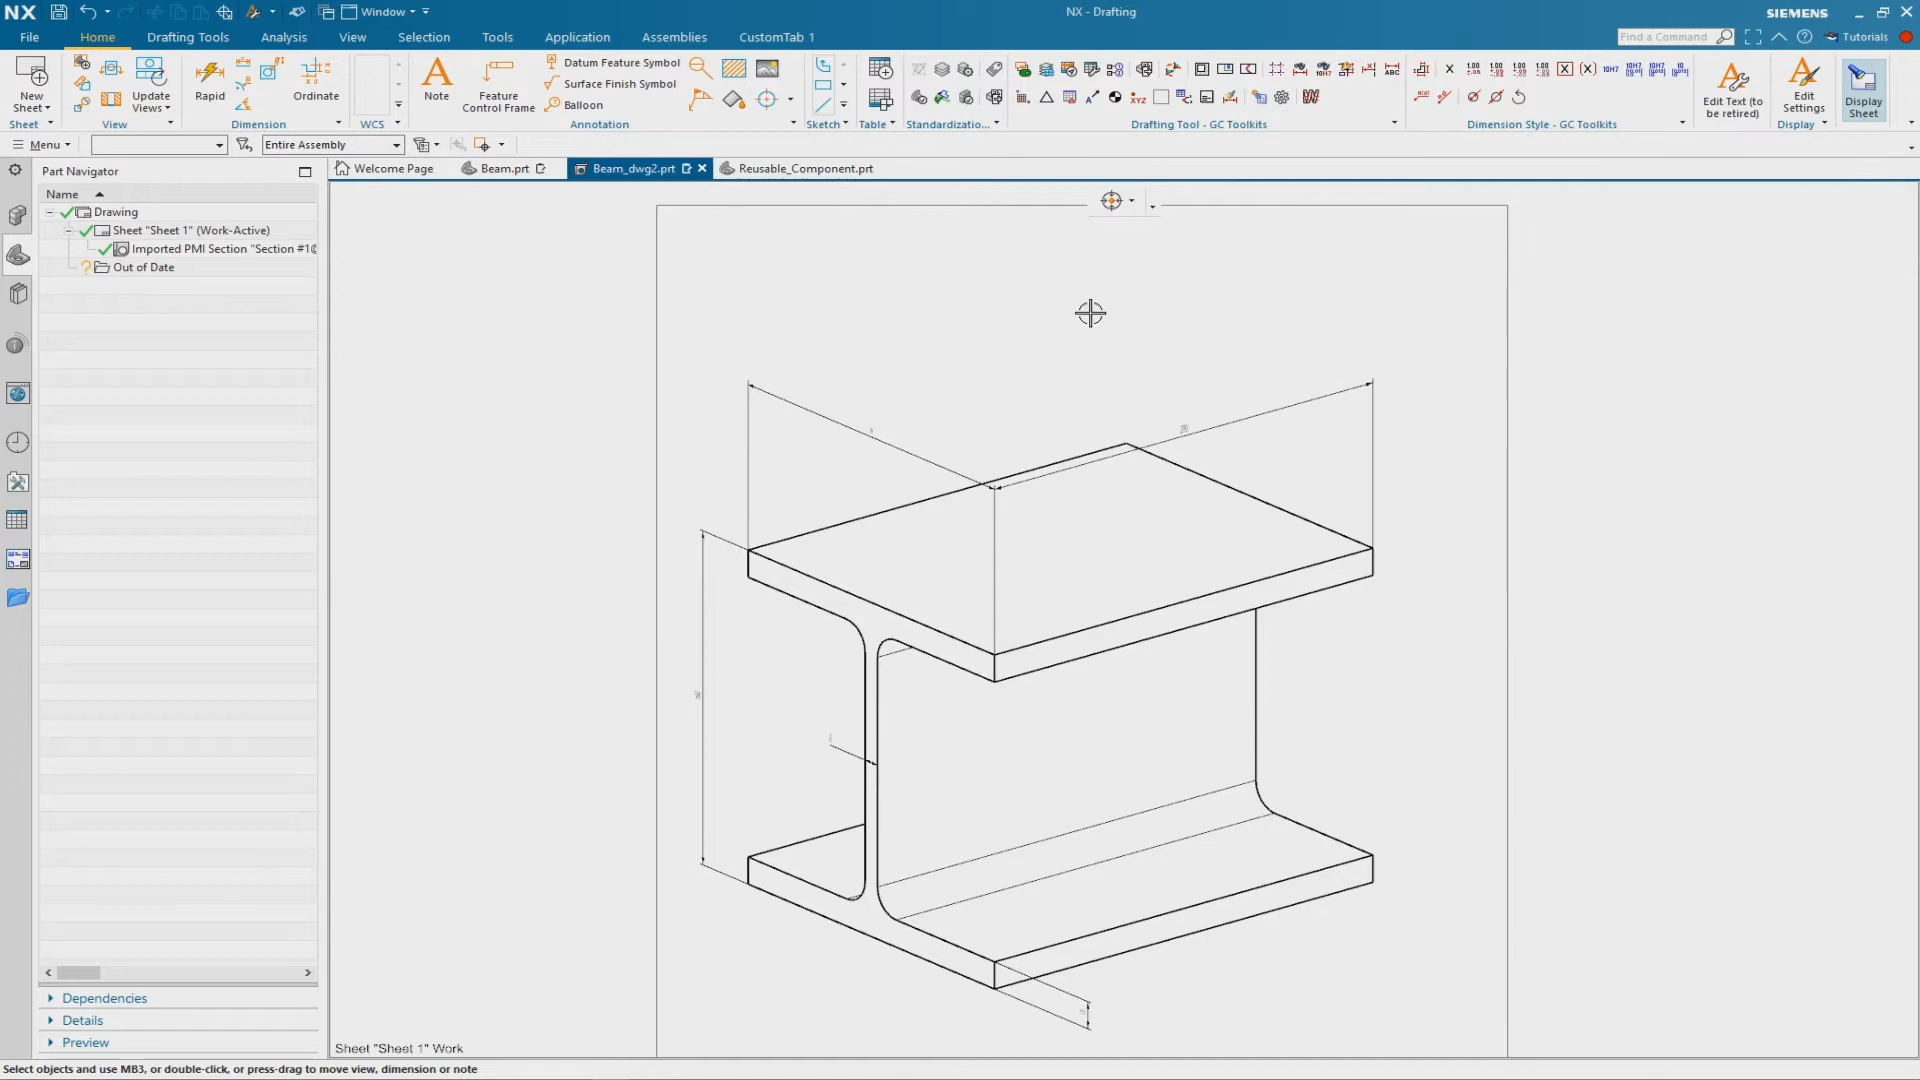 NX
Window
NX - Drafting
SIEMENS
File
Home
Drafting Tools
Analysis
View
Selection
Tools
Application
Assemblies
CustomTab 1
Find a Command
Tutorials
New
Sheet
Update
Views
Rapid
Ordinate
Note
Feature
Control Frame
Datum Feature Symbol
Surface Finish Symbol
Balloon
Edit Text (to
be retired)
Edit
Settings
Display
Sheet
Sheet
View
Dimension
WCS
Annotation
Sketch
Table
Standardizatio...
Drafting Tool - GC Toolkits
Dimension Style - GC Toolkits
Display
Menu
Entire Assembly
Part Navigator
Welcome Page
Beam.prt
Beam_dwg2.prt
Reusable_Component.prt
Name
Drawing
Sheet "Sheet 1" (Work-Active)
Imported PMI Section "Section #1@
Out of Date
Dependencies
Details
Preview
Sheet "Sheet 1" Work
Select objects and use MB3, or double-click, or press-drag to move view, dimension or note